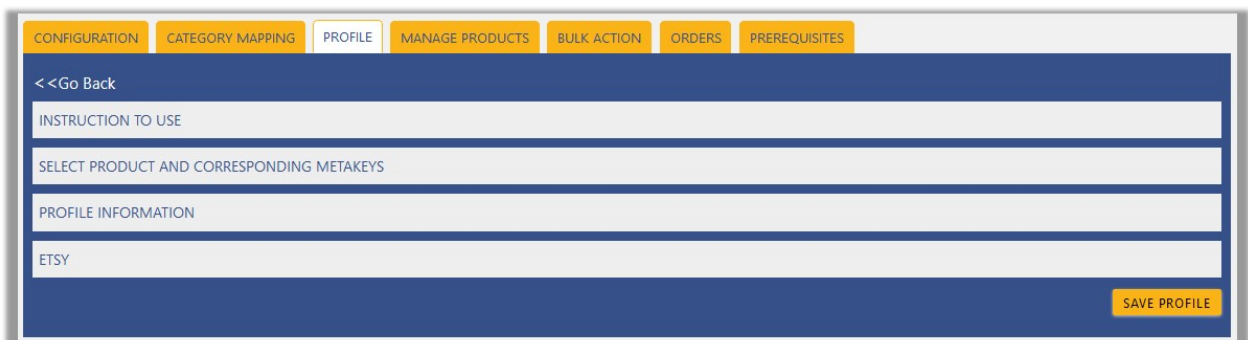 CONFIGURATION CATEGORY MAPPING PROFILE MANAGE PRODUCTS BULK ACTION ORDERS PREREQUISITES
<<Go Back
INSTRUCTION TO USE
SELECT PRODUCT AND CORRESPONDING METAKEYS
PROFILE INFORMATION
ETSY
SAVE PROFILE